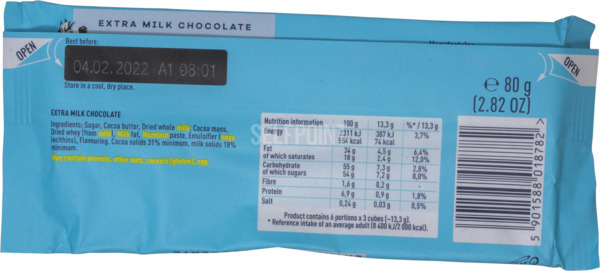 EXTRA MILK CHOCOLATE
OPEN
Best before:
04.02.2022 A1 08:01
Store in a cool, dry place.
OPEN
e 80 g
(2.82 OZ)
EXTRA MILK CHOCOLATE
Ingredients: Sugar, Cocoa butter, Dried whole milk, Cocoa mass,
Dried whey (from milk), Milk fat, Hazelnut paste, Emulsifier (soya
lecithins), Flavouring. Cocoa solids 31% minimum, milk solids 18%
minimum.
May contain peanuts, other nuts, cereals (gluten), egg.
Nutrition information 100 g 13,3 g %* / 13,3 g
Energy 2311 kJ 307 kJ 3,7%
554 kcal 74 kcal
Fat 34 g 4,5 g 6,4%
of which saturates 18 g 2,4 g 12,0%
Carbohydrate 55 g 7,3 g 2,8%
of which sugars 54 g 7,2 g 8,0%
Fibre 1,6 g 0,2 g -
Protein 6,9 g 0,9 g 1,8%
Salt 0,24 g 0,03 g 0,5%
Product contains 6 portions x 3 cubes (~13,3g).
* Reference intake of an average adult (8 400 kJ/2 000 kcal).
5 901588 018782 >